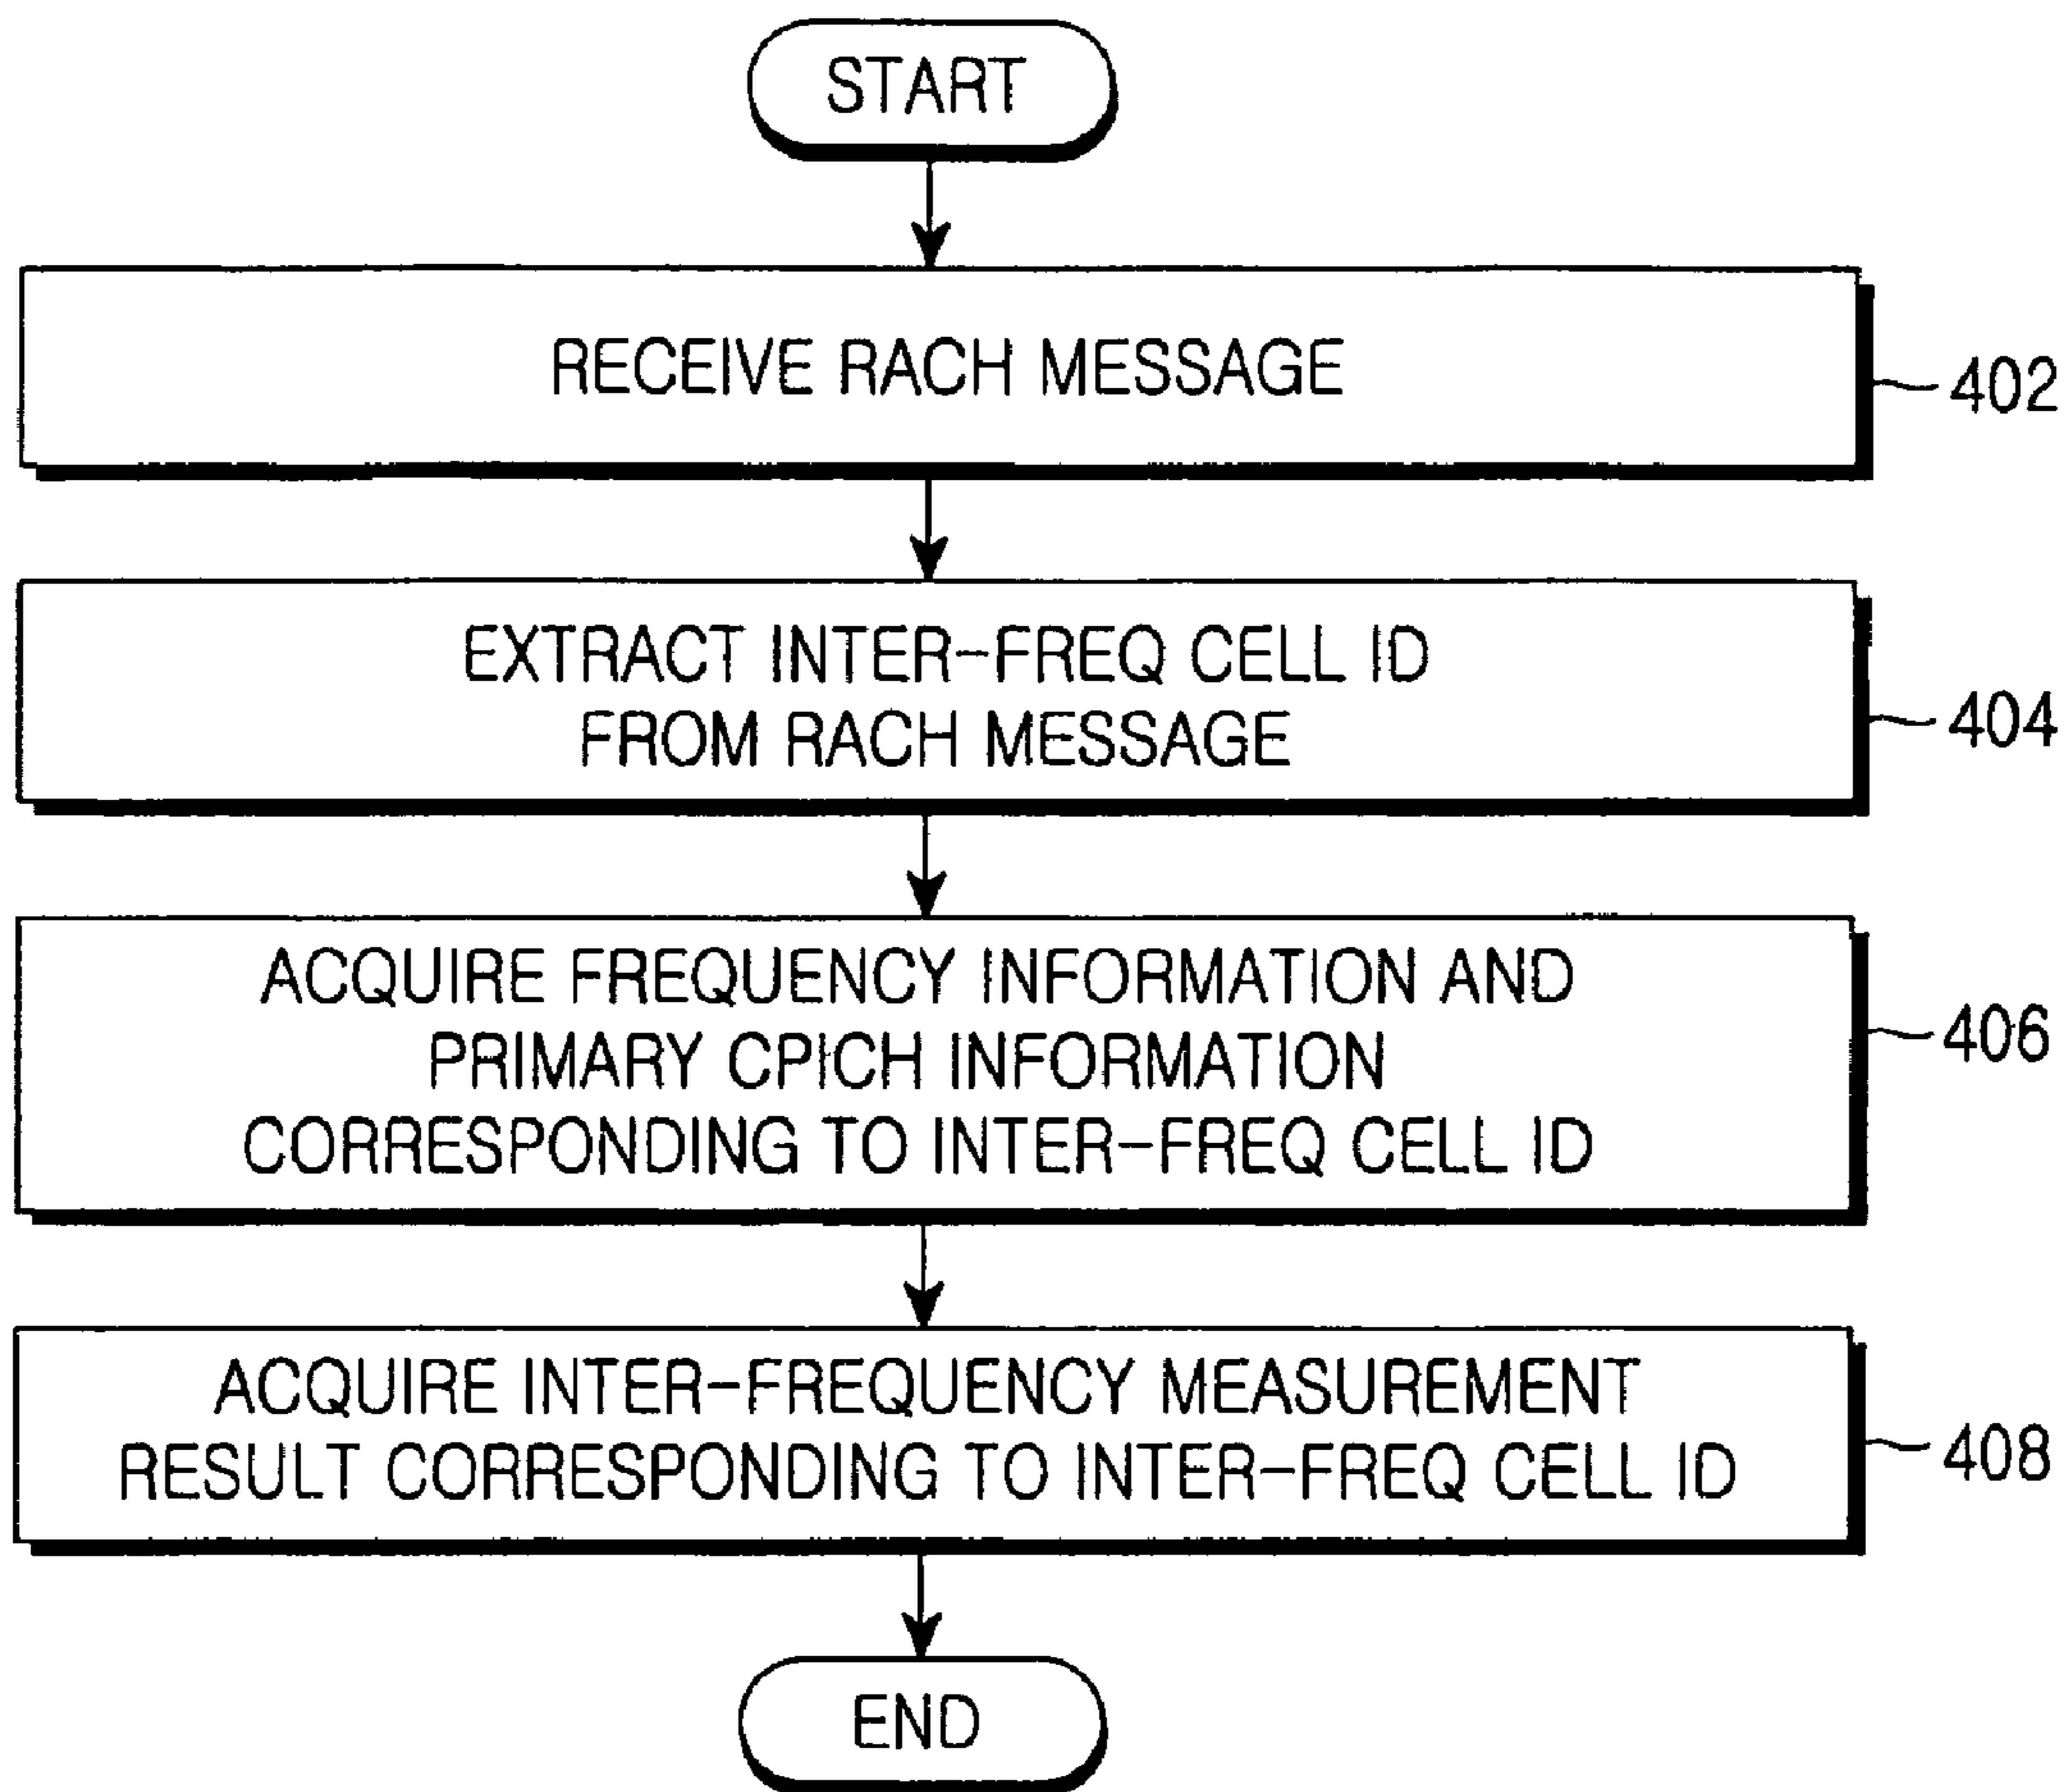 START
RECEIVE RACH MESSAGE
402
EXTRACT INTER-FREQ CELL ID
FROM RACH MESSAGE
404
ACQUIRE FREQUENCY INFORMATION AND
PRIMARY CPICH INFORMATION
CORRESPONDING TO INTER-FREQ CELL ID
406
ACQUIRE INTER-FREQUENCY MEASUREMENT
RESULT CORRESPONDING TO INTER-FREQ CELL ID
408
END